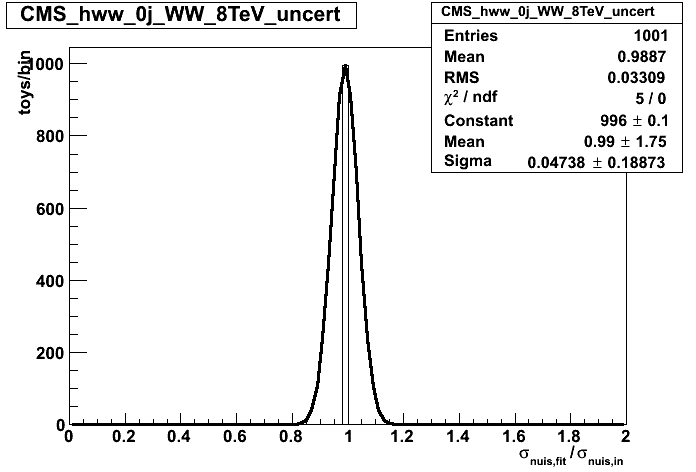 CMS_hww_0j_WW_8TeV_uncert
CMS_hww_0j_WW_8TeV_uncert
Entries 1001
Mean 0.9887
RMS 0.03309
χ² / ndf 5 / 0
Constant 996 ± 0.1
Mean 0.99 ± 1.75
Sigma 0.04738 ± 0.18873
toys/bin
1000
800
600
400
200
0
0 0.2 0.4 0.6 0.8 1 1.2 1.4 1.6 1.8 2
σnuis,fit / σnuis,in